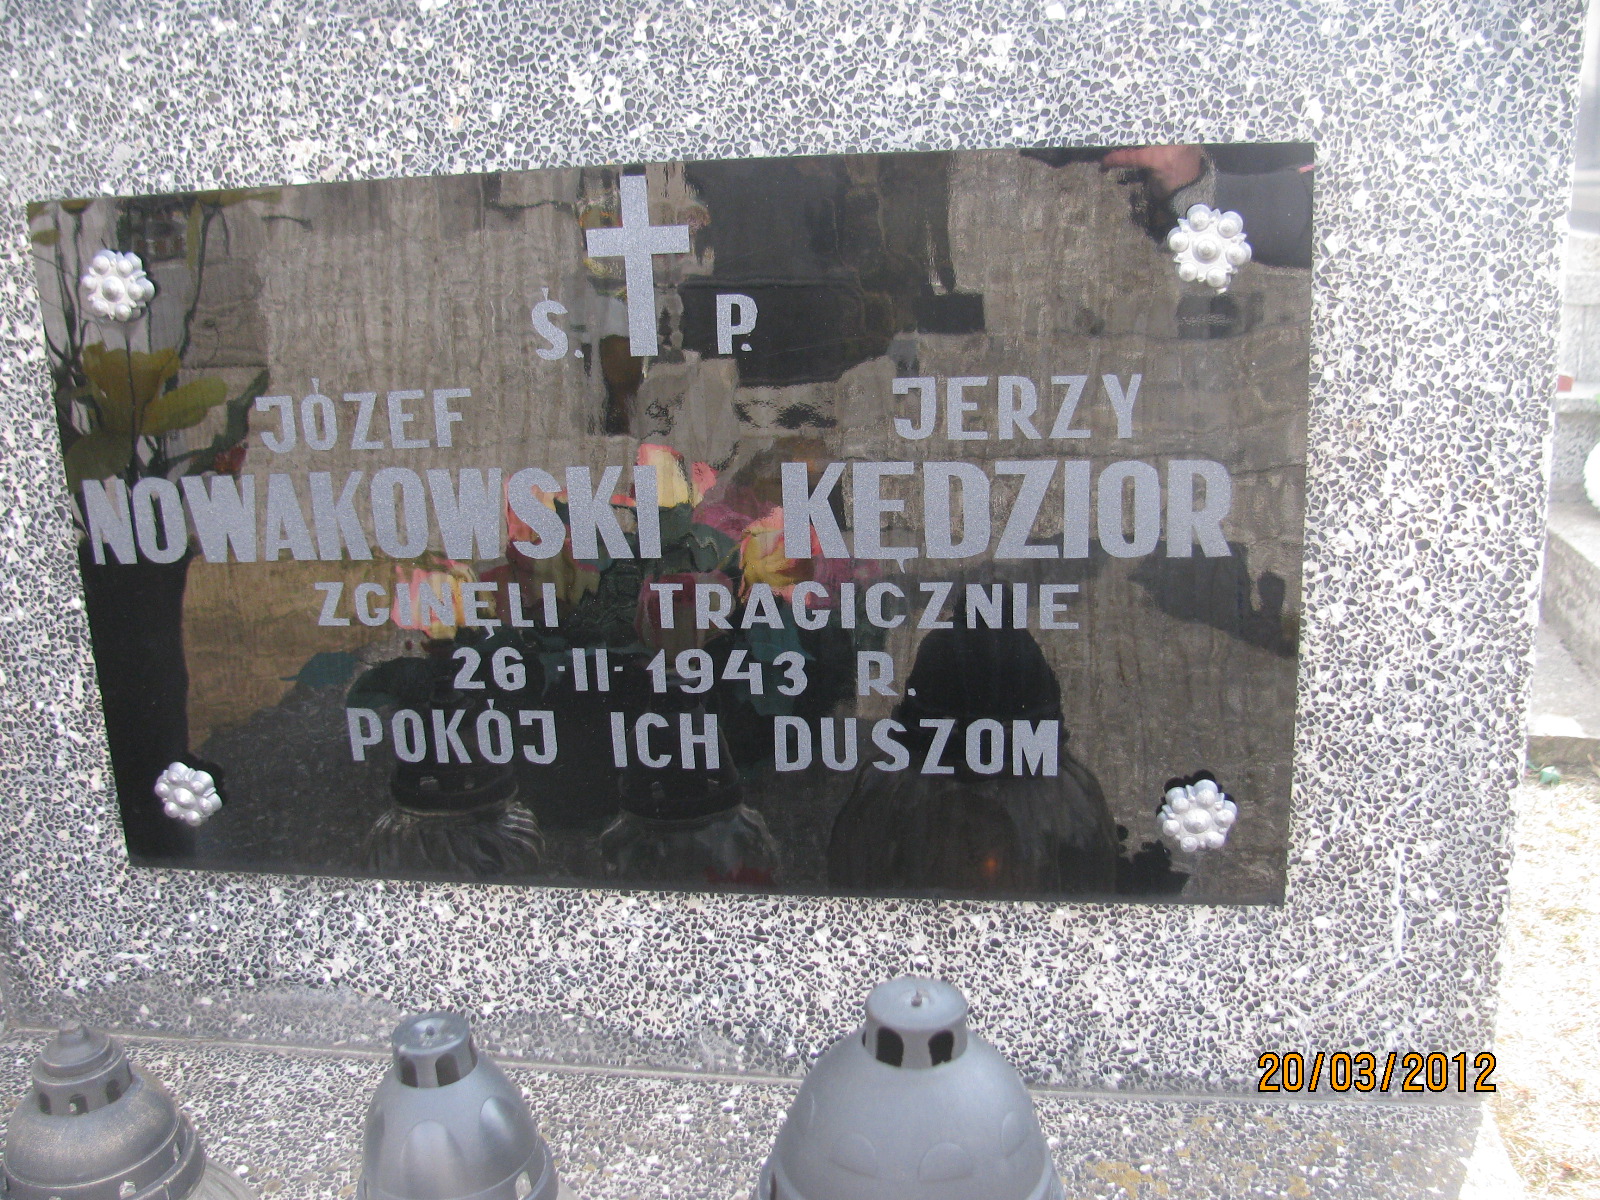 Ś. P.
JÓZEF JERZY
NOWAKOWSKI KĘDZIOR
ZGINĘLI TRAGICZNIE
26-II-1943 R.
POKÓJ ICH DUSZOM
20/03/2012